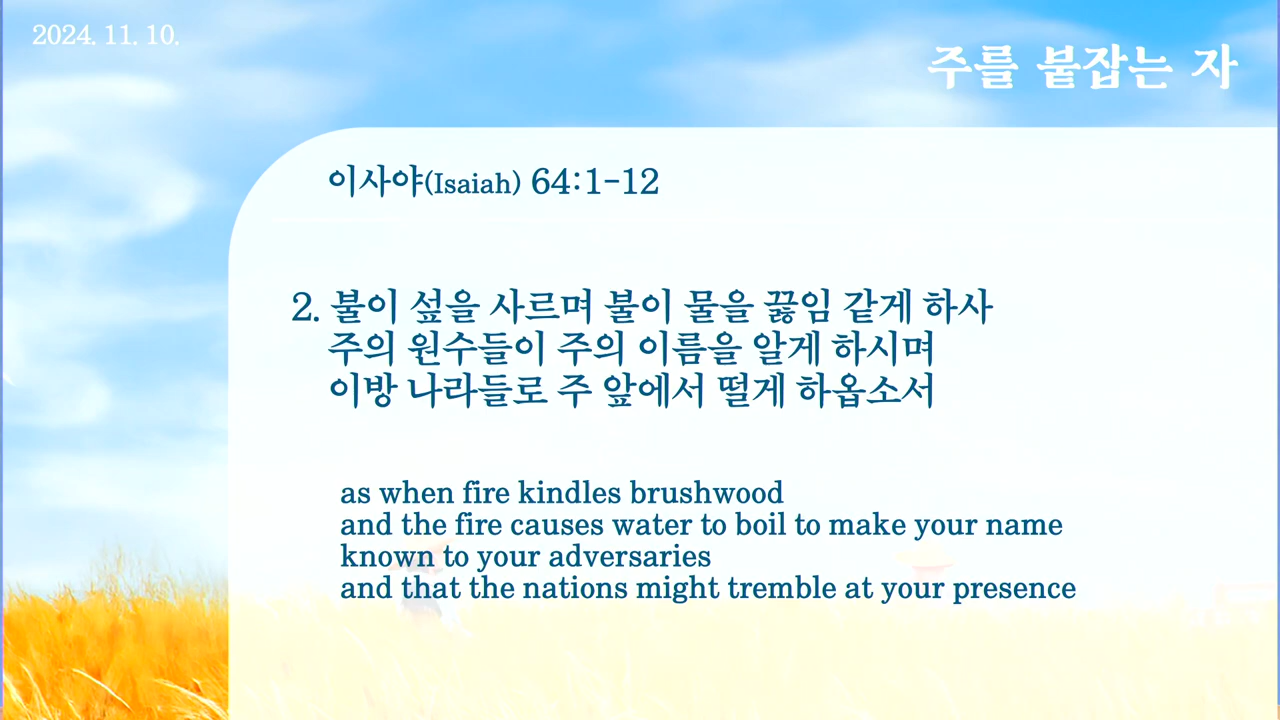 2024. 11. 10.
주를 붙잡는 자
이사야(Isaiah) 64:1-12
2. 불이 섶을 사르며 불이 물을 끓임 같게 하사
주의 원수들이 주의 이름을 알게 하시며
이방 나라들로 주 앞에서 떨게 하옵소서
as when fire kindles brushwood
and the fire causes water to boil to make your name
known to your adversaries
and that the nations might tremble at your presence